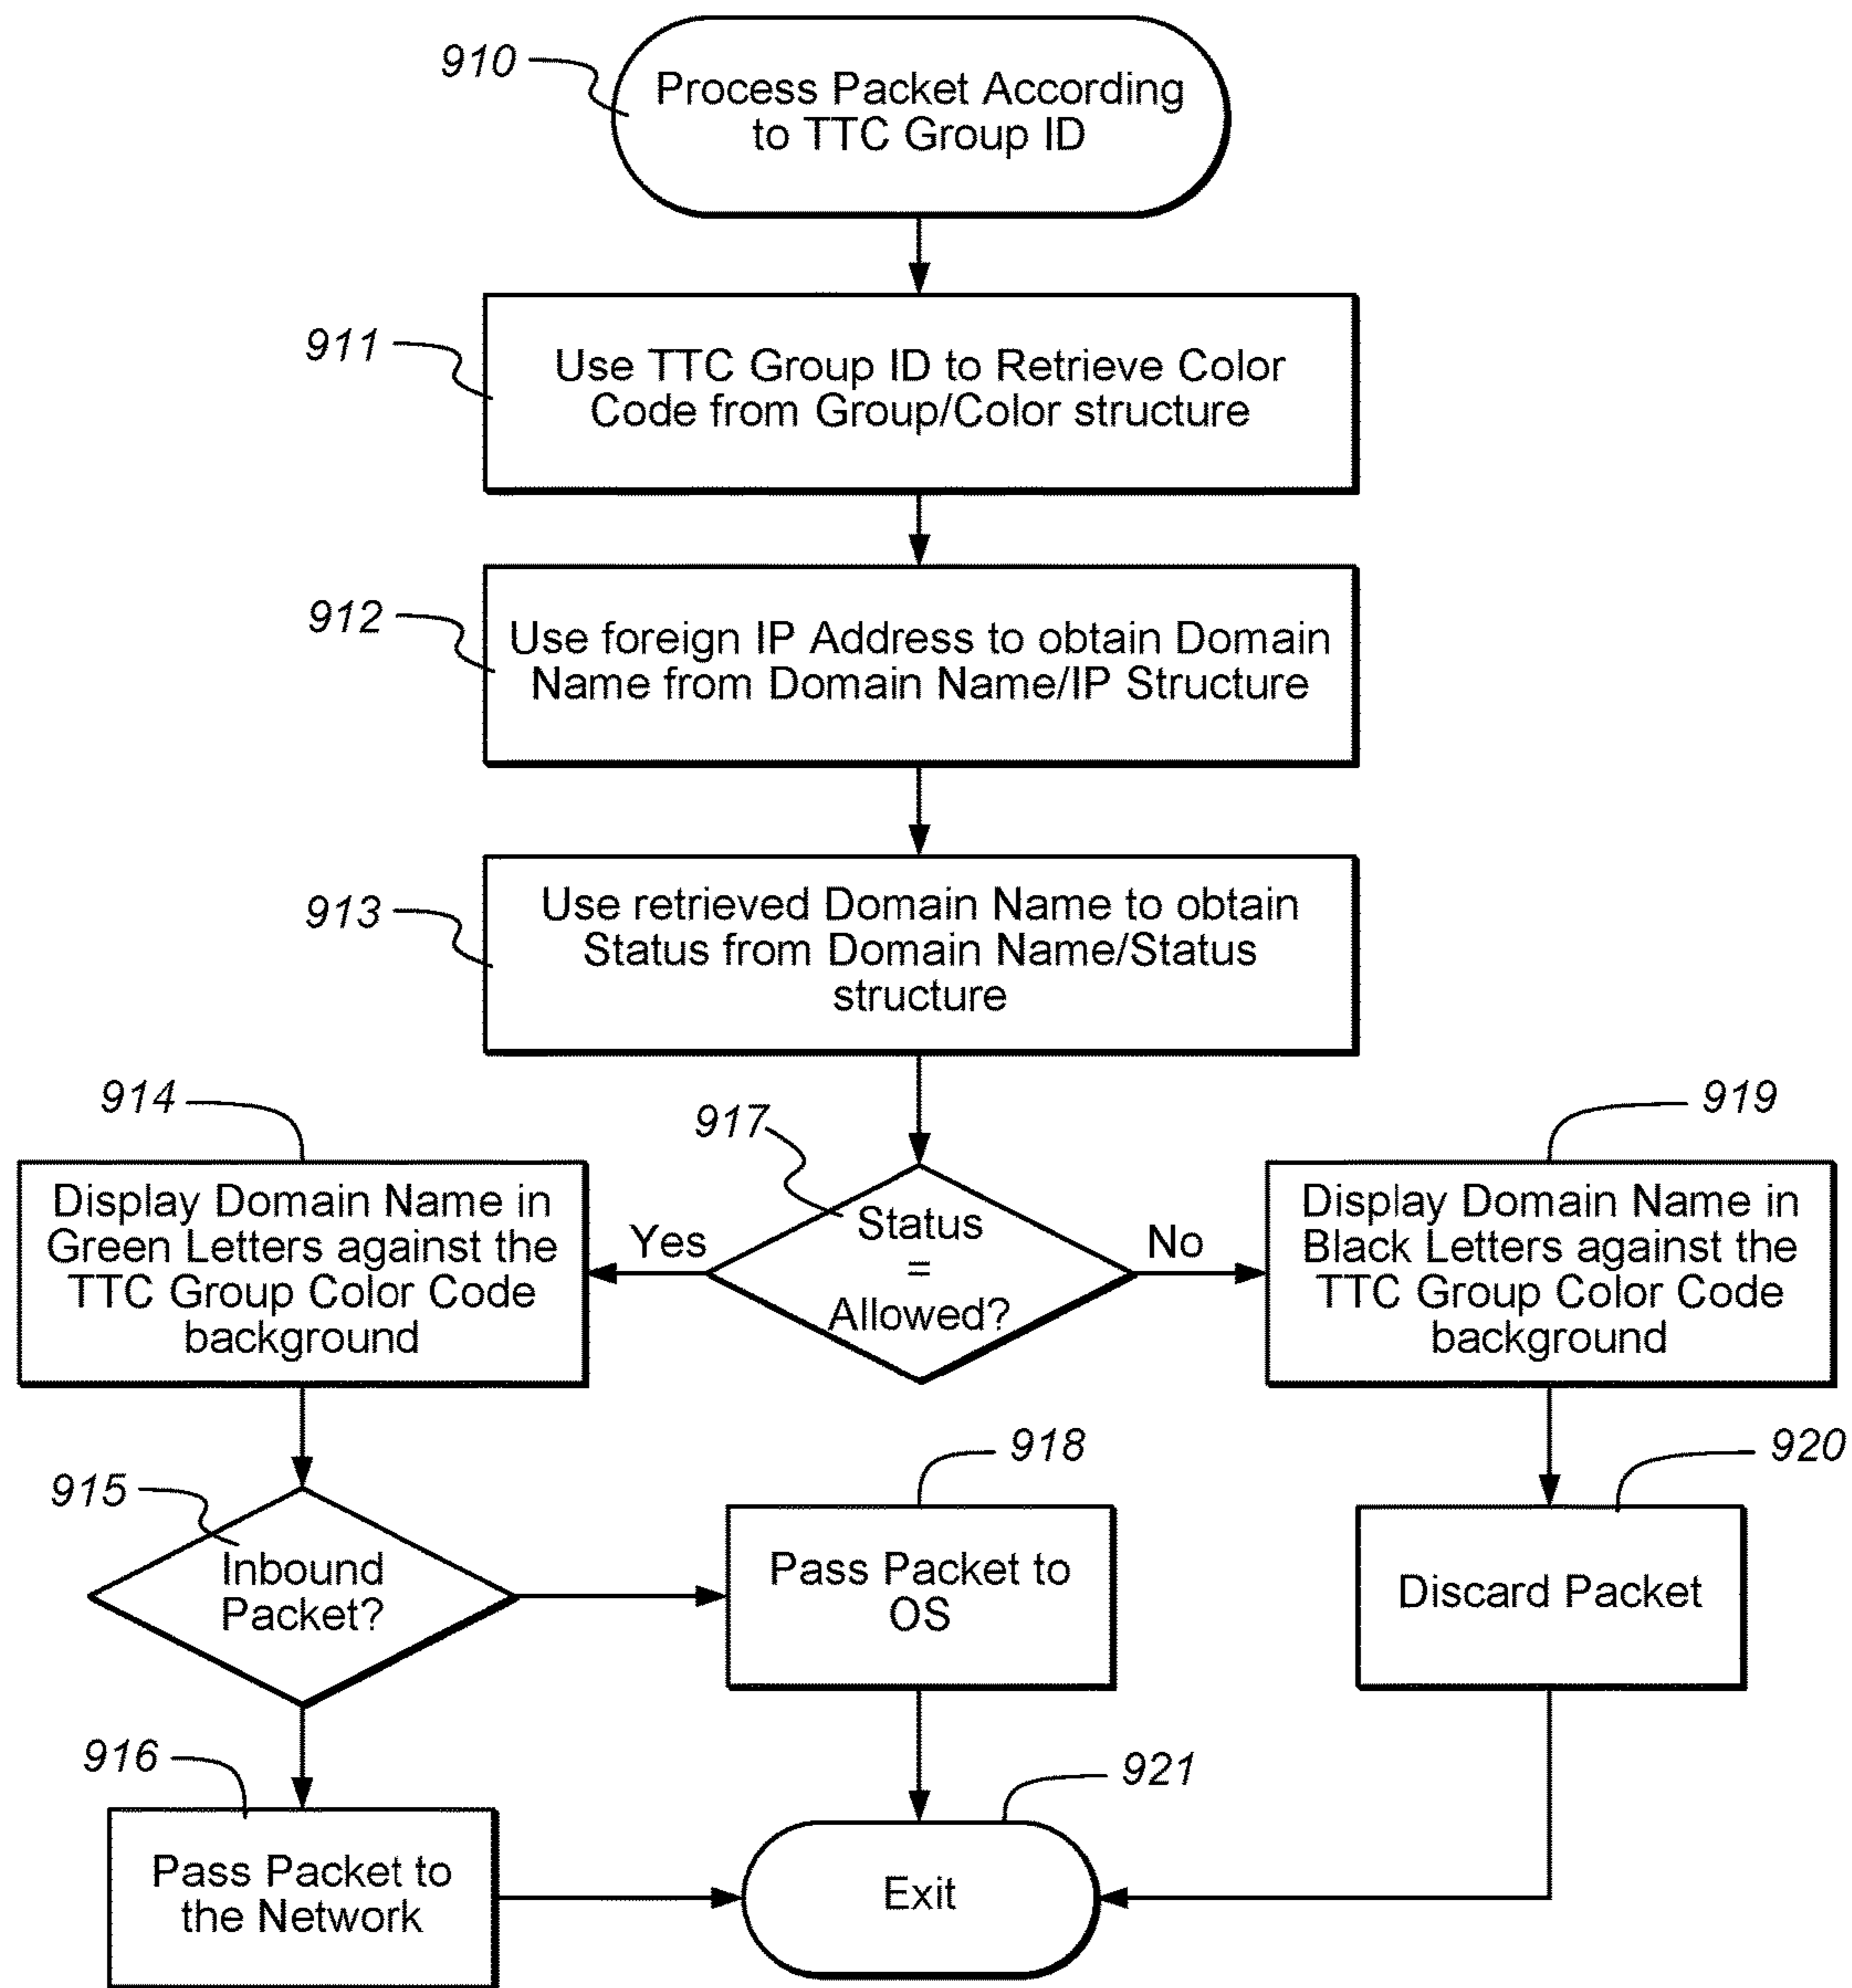 910
Process Packet According
to TTC Group ID
911
Use TTC Group ID to Retrieve Color
Code from Group/Color structure
912
Use foreign IP Address to obtain Domain
Name from Domain Name/IP Structure
913
Use retrieved Domain Name to obtain
Status from Domain Name/Status
structure
914
Display Domain Name in
Green Letters against the
TTC Group Color Code
background
Yes
917
Status
=
Allowed?
No
919
Display Domain Name in
Black Letters against the
TTC Group Color Code
background
915
Inbound
Packet?
918
Pass Packet to
OS
920
Discard Packet
916
Pass Packet to
the Network
921
Exit